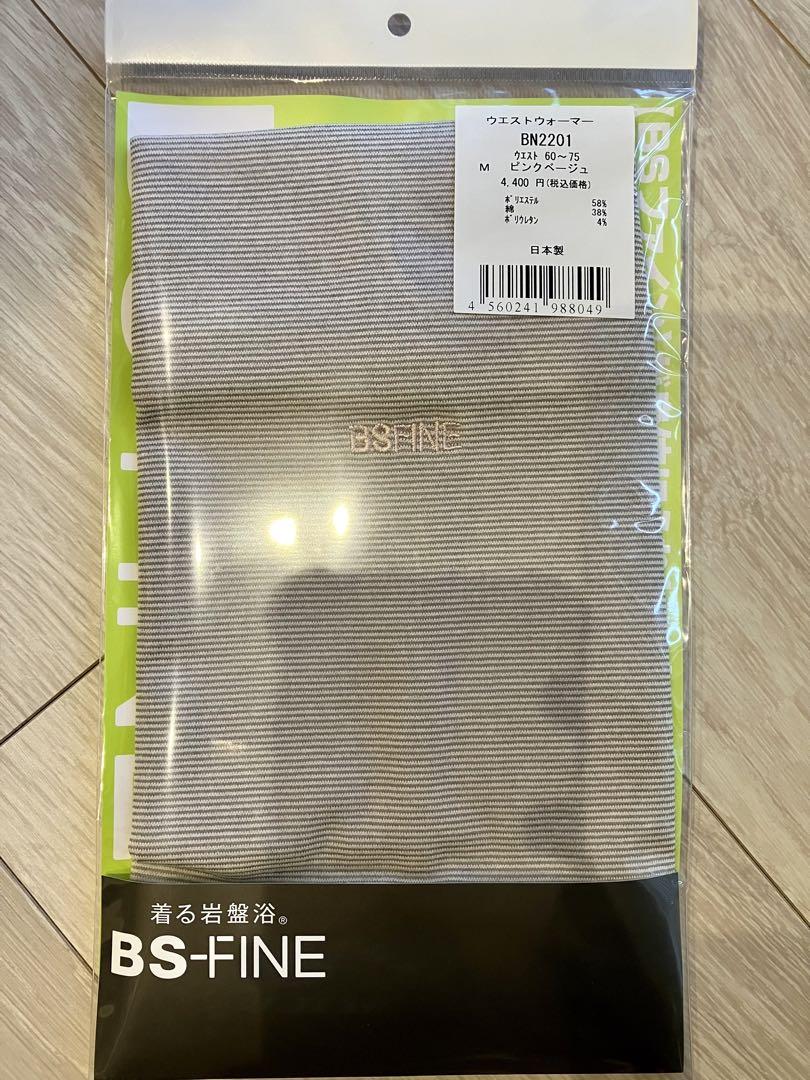 ウエストウォーマー
BN2201
ウエスト 60～75
M ピンクベージュ
4,400 円(税込価格)
ポリエステル 58%
綿 38%
ポリウレタン 4%
日本製
4 560241 988049
BSFINE
着る岩盤浴®
BS-FINE